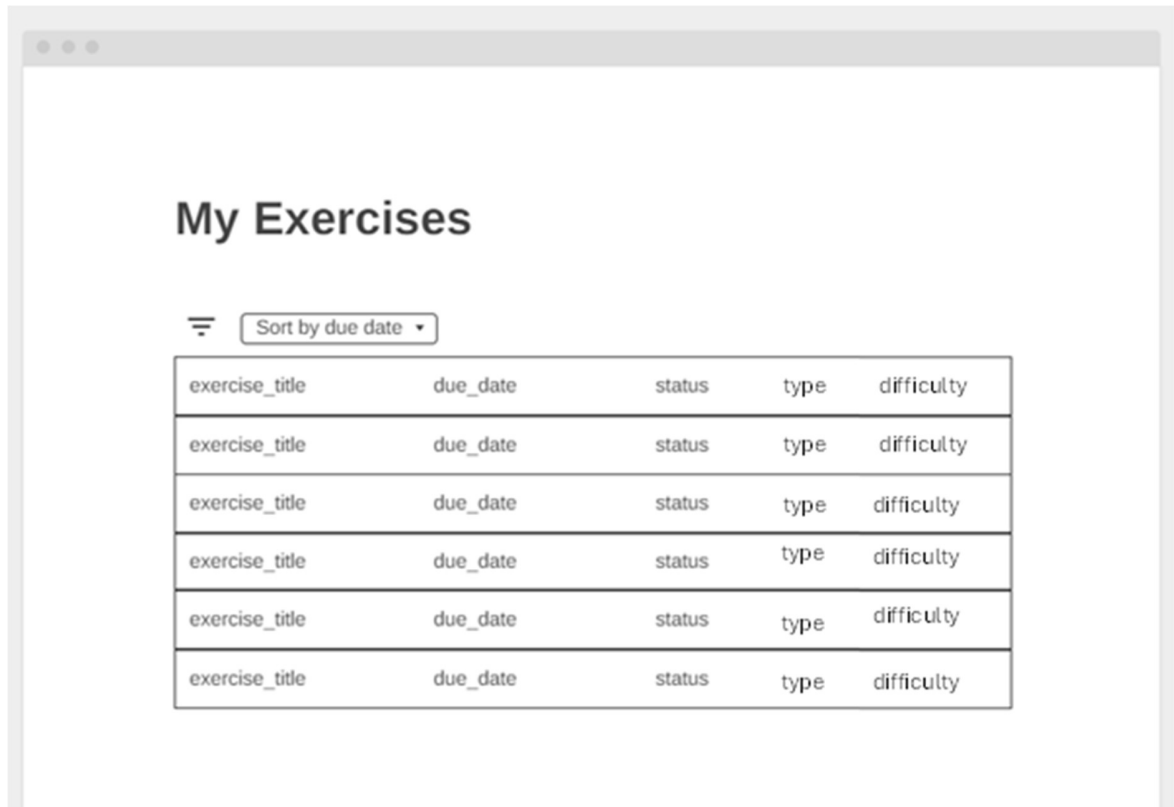 My Exercises
Sort by due date
exercise_title due_date status type difficulty
exercise_title due_date status type difficulty
exercise_title due_date status type difficulty
exercise_title due_date status type difficulty
exercise_title due_date status type difficulty
exercise_title due_date status type difficulty